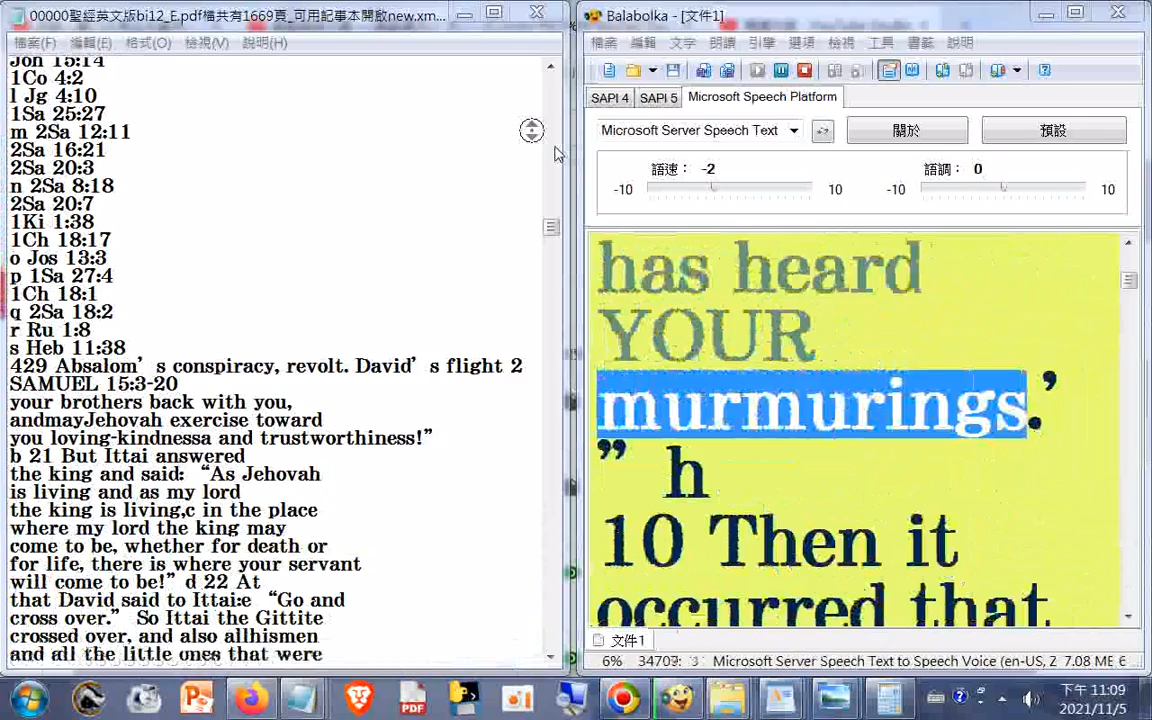 00000聖經英文版bi12_E.pdf檔共有1669頁_可用記事本開啟new.xm...
檔案(F) 編輯(E) 格式(O) 檢視(V) 說明(H)
Joh 15:14
1Co 4:2
l Jg 4:10
1Sa 25:27
m 2Sa 12:11
2Sa 16:21
2Sa 20:3
n 2Sa 8:18
2Sa 20:7
1Ki 1:38
1Ch 18:17
o Jos 13:3
p 1Sa 27:4
1Ch 18:1
q 2Sa 18:2
r Ru 1:8
s Heb 11:38
429 Absalom’s conspiracy, revolt. David’s flight 2
SAMUEL 15:3-20
your brothers back with you,
andmayJehovah exercise toward
you loving-kindnessa and trustworthiness!”
b 21 But Ittai answered
the king and said: “As Jehovah
is living and as my lord
the king is living,c in the place
where my lord the king may
come to be, whether for death or
for life, there is where your servant
will come to be!” d 22 At
that David said to Ittai:e “Go and
cross over.” So Ittai the Gittite
crossed over, and also allhismen
and all the little ones that were
Balabolka - [文件1]
檔案 編輯 文字 朗讀 引擎 選項 檢視 工具 書籤 說明
SAPI 4 SAPI 5 Microsoft Speech Platform
Microsoft Server Speech Text 關於 預設
語速： -2 語調： 0
-10 10 -10 10
has heard
YOUR
murmurings.’
” h
10 Then it
occurred that
文件1
6% Microsoft Server Speech Text to Speech Voice (en-US, Z 7.08 MB 6
下午 11:09
2021/11/5